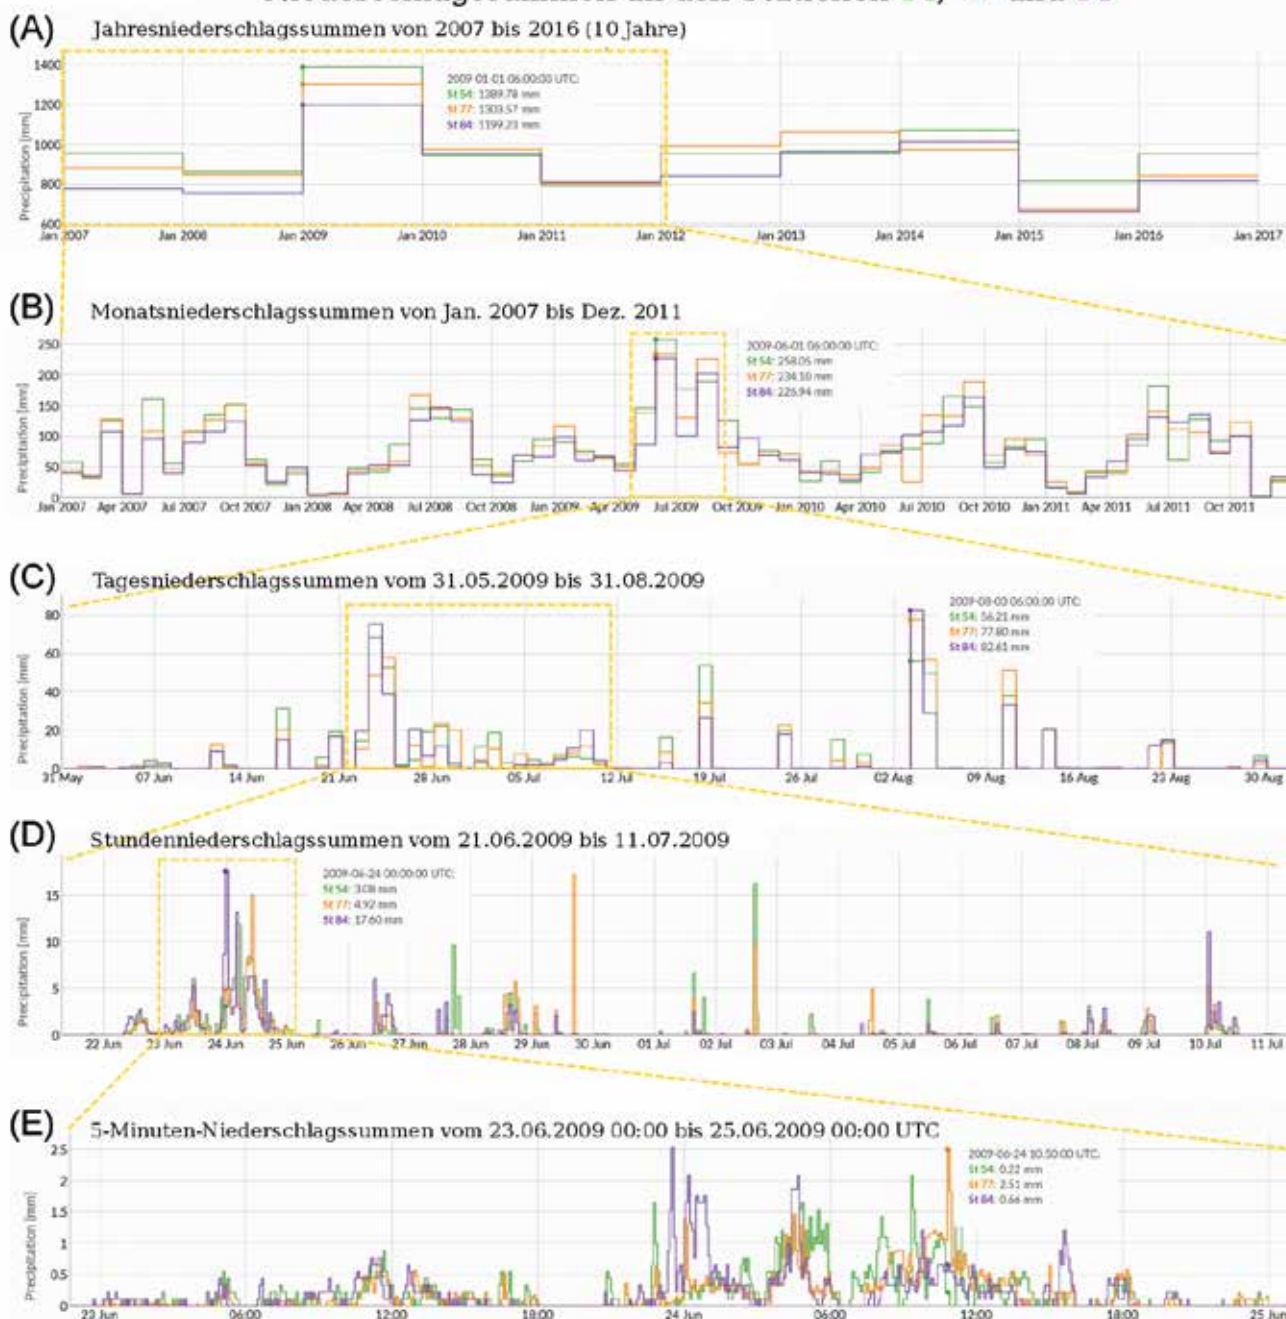 (A) Jahresniederschlagssummen von 2007 bis 2016 (10 Jahre)
Precipitation [mm]
1400
1200
1000
800
600
2009-01-01 06:00:00 UTC:
St 54: 1389.78 mm
St 77: 1303.57 mm
St 84: 1199.23 mm
Jan 2007 Jan 2008 Jan 2009 Jan 2010 Jan 2011 Jan 2012 Jan 2013 Jan 2014 Jan 2015 Jan 2016 Jan 2017
(B) Monatsniederschlagssummen von Jan. 2007 bis Dez. 2011
Precipitation [mm]
250
200
150
100
50
0
2009-06-01 06:00:00 UTC:
St 54: 258.05 mm
St 77: 234.10 mm
St 84: 225.94 mm
Jan 2007 Apr 2007 Jul 2007 Oct 2007 Jan 2008 Apr 2008 Jul 2008 Oct 2008 Jan 2009 Apr 2009 Jul 2009 Oct 2009 Jan 2010 Apr 2010 Jul 2010 Oct 2010 Jan 2011 Apr 2011 Jul 2011 Oct 2011
(C) Tagesniederschlagssummen vom 31.05.2009 bis 31.08.2009
Precipitation [mm]
80
60
40
20
0
2009-08-03 06:00:00 UTC:
St 54: 56.21 mm
St 77: 77.80 mm
St 84: 82.61 mm
31 May 07 Jun 14 Jun 21 Jun 28 Jun 05 Jul 12 Jul 19 Jul 26 Jul 02 Aug 09 Aug 16 Aug 23 Aug 30 Aug
(D) Stundenniederschlagssummen vom 21.06.2009 bis 11.07.2009
Precipitation [mm]
15
10
5
0
2009-06-24 00:00:00 UTC:
St 54: 3.08 mm
St 77: 4.92 mm
St 84: 17.60 mm
22 Jun 23 Jun 24 Jun 25 Jun 26 Jun 27 Jun 28 Jun 29 Jun 30 Jun 01 Jul 02 Jul 03 Jul 04 Jul 05 Jul 06 Jul 07 Jul 08 Jul 09 Jul 10 Jul 11 Jul
(E) 5-Minuten-Niederschlagssummen vom 23.06.2009 00:00 bis 25.06.2009 00:00 UTC
Precipitation [mm]
2.5
2
1.5
1
0.5
0
2009-06-24 10:50:00 UTC:
St 54: 0.22 mm
St 77: 2.51 mm
St 84: 0.66 mm
23 Jun 06:00 12:00 18:00 24 Jun 06:00 12:00 18:00 25 Jun